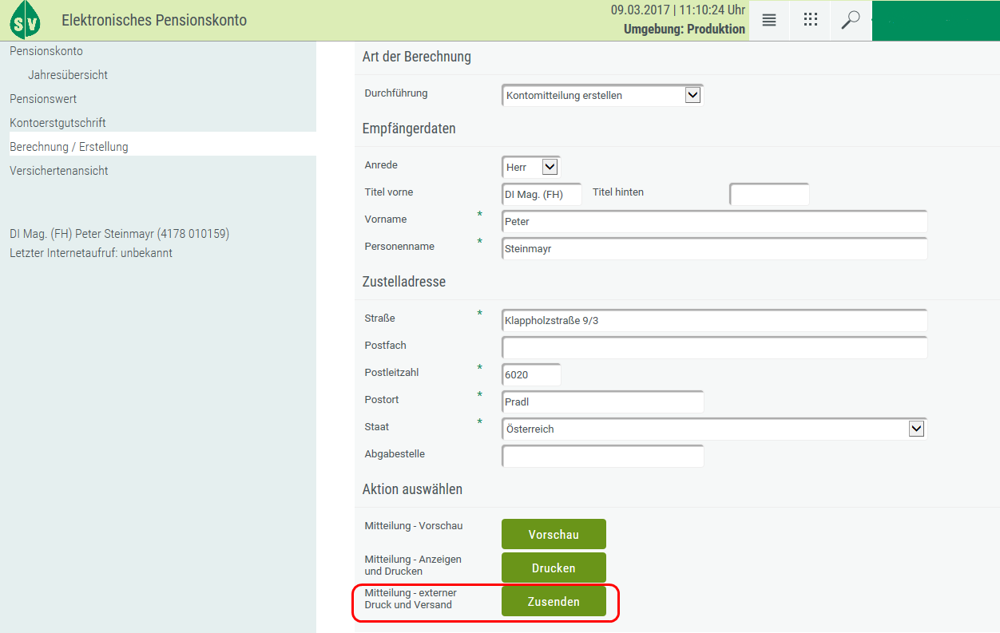 SV
Elektronisches Pensionskonto
09.03.2017 | 11:10:24 Uhr
Umgebung: Produktion
Pensionskonto
Jahresübersicht
Pensionswert
Kontoerstgutschrift
Berechnung / Erstellung
Versichertenansicht
DI Mag. (FH) Peter Steinmayr (4178 010159)
Letzter Internetaufruf: unbekannt
Art der Berechnung
Durchführung Kontomitteilung erstellen
Empfängerdaten
Anrede Herr
Titel vorne DI Mag. (FH) Titel hinten
Vorname * Peter
Personenname * Steinmayr
Zustelladresse
Straße * Klappholzstraße 9/3
Postfach
Postleitzahl * 6020
Postort * Pradl
Staat * Österreich
Abgabestelle
Aktion auswählen
Mitteilung - Vorschau Vorschau
Mitteilung - Anzeigen
und Drucken Drucken
Mitteilung - externer
Druck und Versand Zusenden